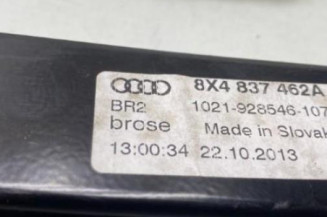 8X4 837 462A
BR2 1021-928546-107
brose Made in Slovak
13:00:34 22.10.2013